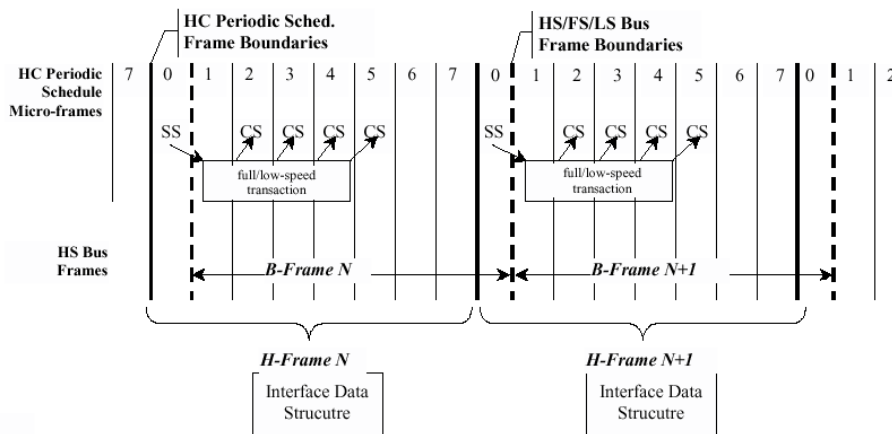 HC Periodic Sched.
Frame Boundaries
HS/FS/LS Bus
Frame Boundaries
HC Periodic
Schedule
Micro-frames
7 0 1 2 3 4 5 6 7 0 1 2 3 4 5 6 7 0 1 2
SS CS CS CS CS SS CS CS CS CS
full/low-speed
transaction
full/low-speed
transaction
HS Bus
Frames
B-Frame N
B-Frame N+1
H-Frame N
H-Frame N+1
Interface Data
Strucutre
Interface Data
Strucutre